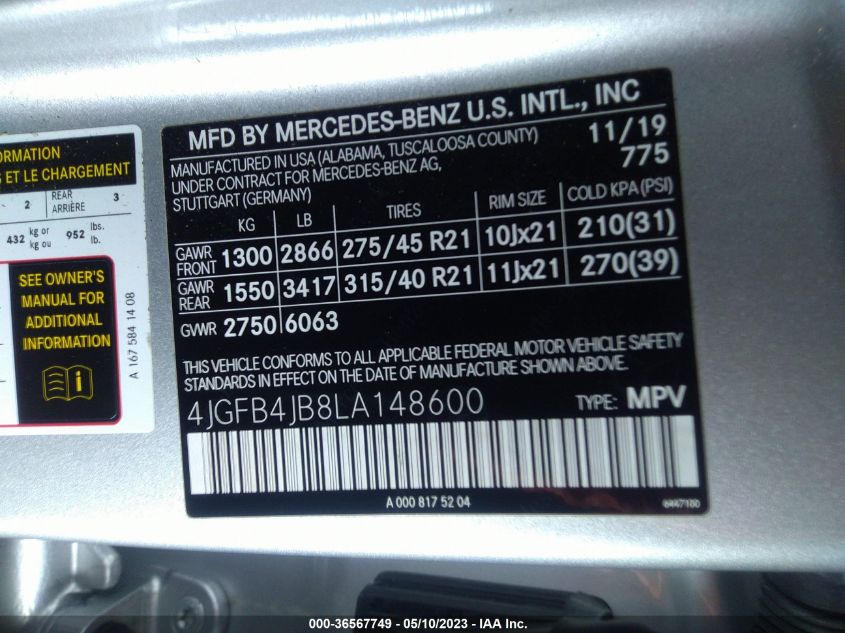 ORMATION
G ET LE CHARGEMENT
2 REAR ARRIÈRE 3
432 kg or kg ou 952 lbs. lb.
SEE OWNER'S
MANUAL FOR
ADDITIONAL
INFORMATION
A 167 584 14 08
MFD BY MERCEDES-BENZ U.S. INTL., INC
MANUFACTURED IN USA (ALABAMA, TUSCALOOSA COUNTY) 11/19
UNDER CONTRACT FOR MERCEDES-BENZ AG, 775
STUTTGART (GERMANY)
KG LB TIRES RIM SIZE COLD KPA (PSI)
GAWR FRONT 1300 2866 275/45 R21 10Jx21 210(31)
GAWR REAR 1550 3417 315/40 R21 11Jx21 270(39)
GVWR 2750 6063
THIS VEHICLE CONFORMS TO ALL APPLICABLE FEDERAL MOTOR VEHICLE SAFETY
STANDARDS IN EFFECT ON THE DATE OF MANUFACTURE SHOWN ABOVE.
4JGFB4JB8LA148600 TYPE: MPV
A 000 817 52 04 6447100
000-36567749 — 05/10/2023 — IAA Inc.